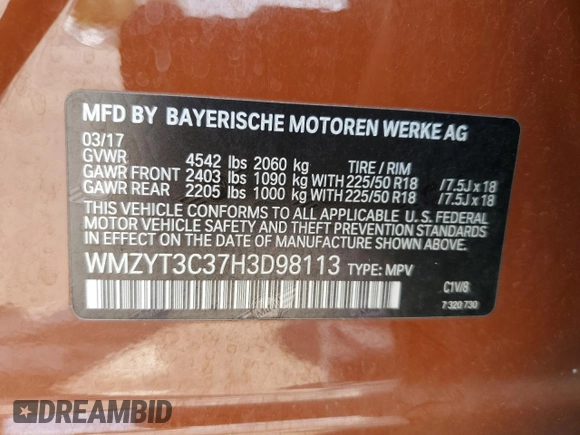 MFD BY BAYERISCHE MOTOREN WERKE AG
03/17
GVWR 4542 lbs 2060 kg TIRE / RIM
GAWR FRONT 2403 lbs 1090 kg WITH 225/50 R18 /7.5J x 18
GAWR REAR 2205 lbs 1000 kg WITH 225/50 R18 /7.5J x 18
THIS VEHICLE CONFORMS TO ALL APPLICABLE U. S. FEDERAL
MOTOR VEHICLE SAFETY AND THEFT PREVENTION STANDARDS
IN EFFECT ON THE DATE OF MANUFACTURE SHOWN ABOVE.
WMZYT3C37H3D98113 TYPE: MPV
C1V/8
7 320 730
DREAMBID